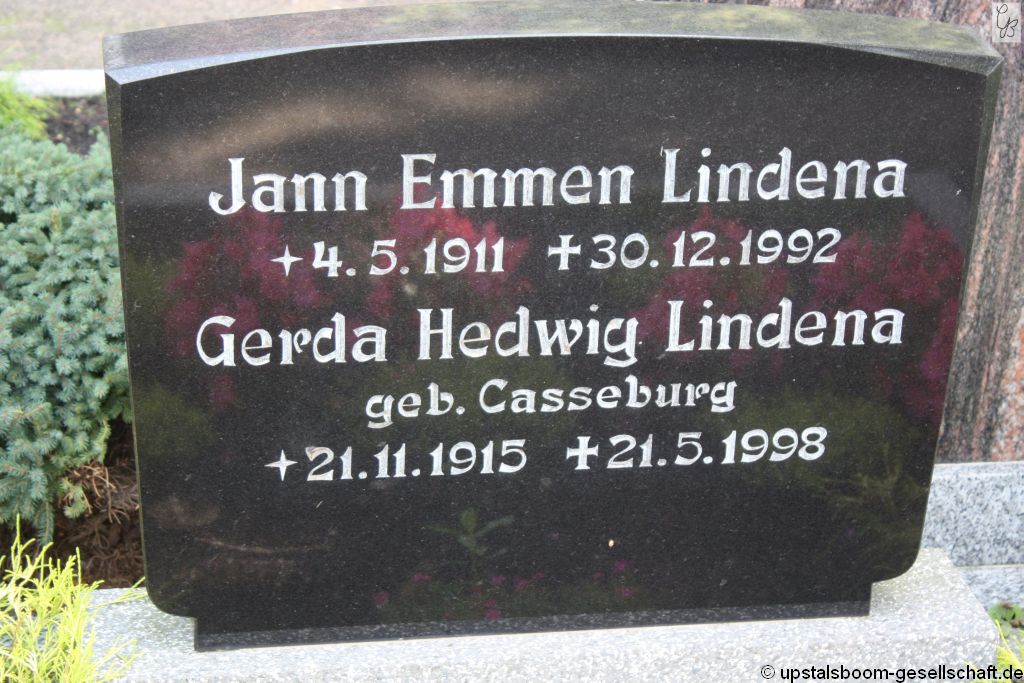 Jann Emmen Lindena
✦ 4. 5. 1911 ✝ 30. 12. 1992
Gerda Hedwig Lindena
geb. Casseburg
✦ 21. 11. 1915 ✝ 21. 5. 1998
© upstalsboom-gesellschaft.de